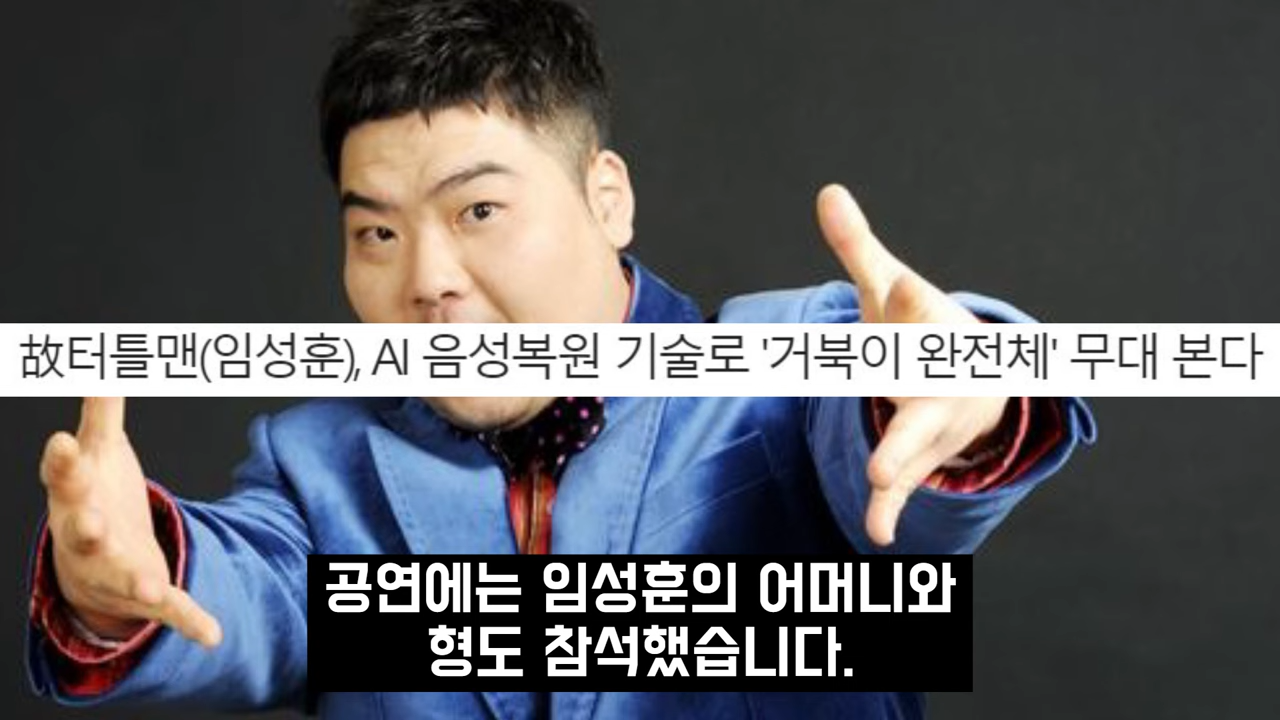 故터틀맨(임성훈), AI 음성복원 기술로 '거북이 완전체' 무대 본다
공연에는 임성훈의 어머니와
형도 참석했습니다.